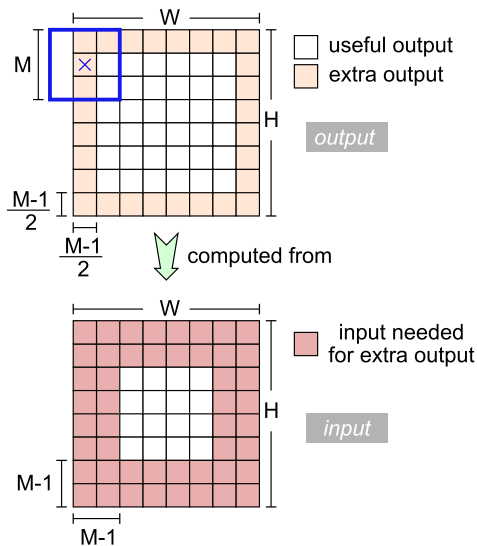 W
M
useful output
extra output
H
output
M-1
2
M-1
2
computed from
W
input needed
for extra output
H
input
M-1
M-1